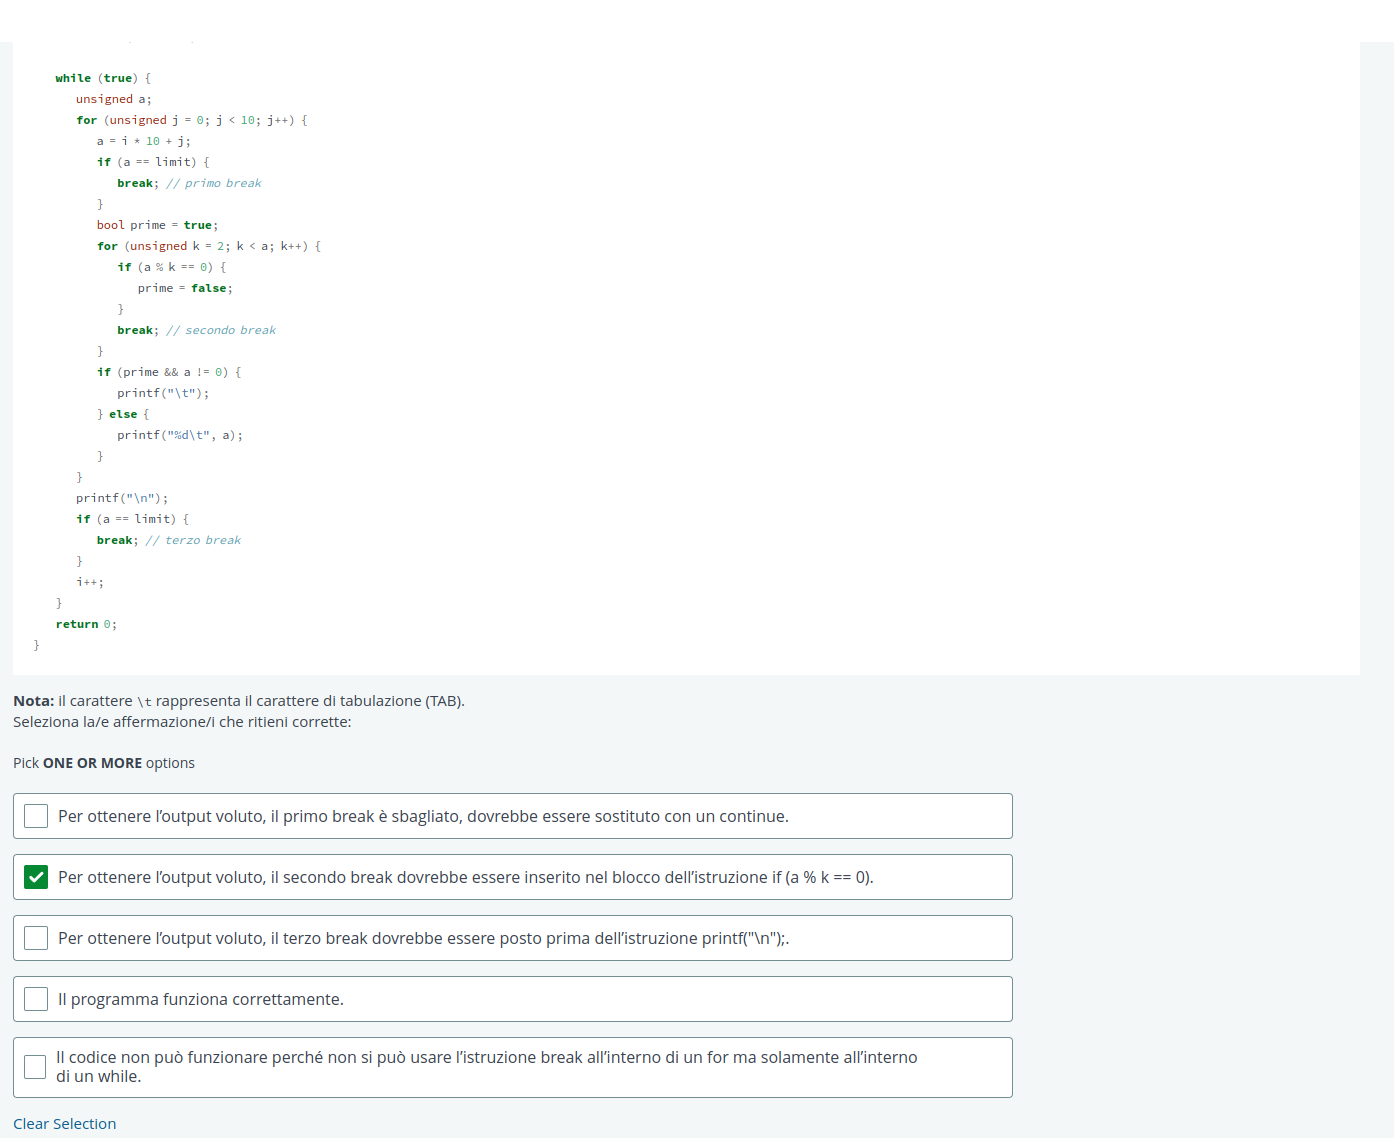 while (true) {
unsigned a;
for (unsigned j = 0; j < 10; j++) {
a = i * 10 + j;
if (a == limit) {
break; // primo break
}
bool prime = true;
for (unsigned k = 2; k < a; k++) {
if (a % k == 0) {
prime = false;
}
break; // secondo break
}
if (prime && a != 0) {
printf("\t");
} else {
printf("%d\t", a);
}
}
printf("\n");
if (a == limit) {
break; // terzo break
}
i++;
}
return 0;
}
Nota: il carattere \t rappresenta il carattere di tabulazione (TAB).
Seleziona la/e affermazione/i che ritieni corrette:
Pick ONE OR MORE options
Per ottenere l’output voluto, il primo break è sbagliato, dovrebbe essere sostituto con un continue.
Per ottenere l’output voluto, il secondo break dovrebbe essere inserito nel blocco dell’istruzione if (a % k == 0).
Per ottenere l’output voluto, il terzo break dovrebbe essere posto prima dell’istruzione printf("\n");.
Il programma funziona correttamente.
Il codice non può funzionare perché non si può usare l’istruzione break all’interno di un for ma solamente all’interno
di un while.
Clear Selection